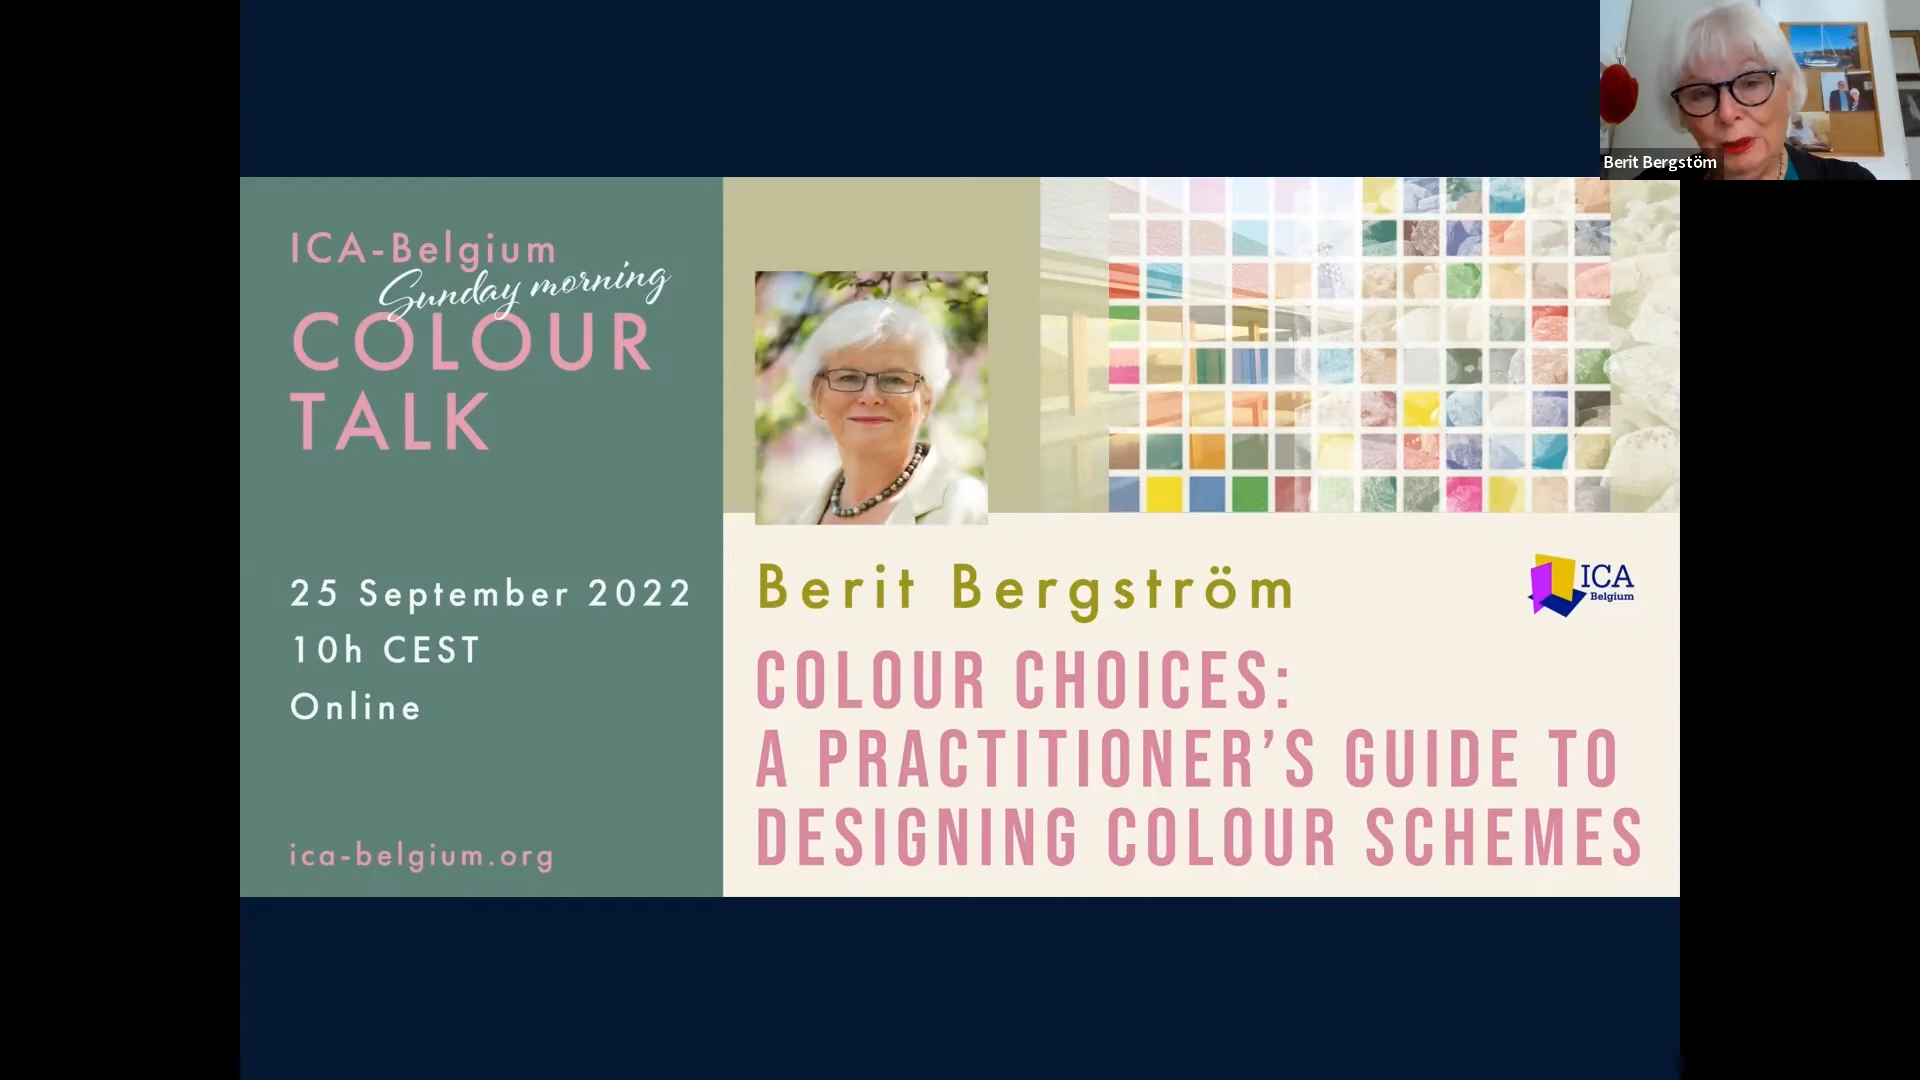 Berit Bergstöm
ICA-Belgium
Sunday morning
COLOUR
TALK
25 September 2022
10h CEST
Online
ica-belgium.org
Berit Bergström
ICA
Belgium
COLOUR CHOICES:
A PRACTITIONER’S GUIDE TO
DESIGNING COLOUR SCHEMES